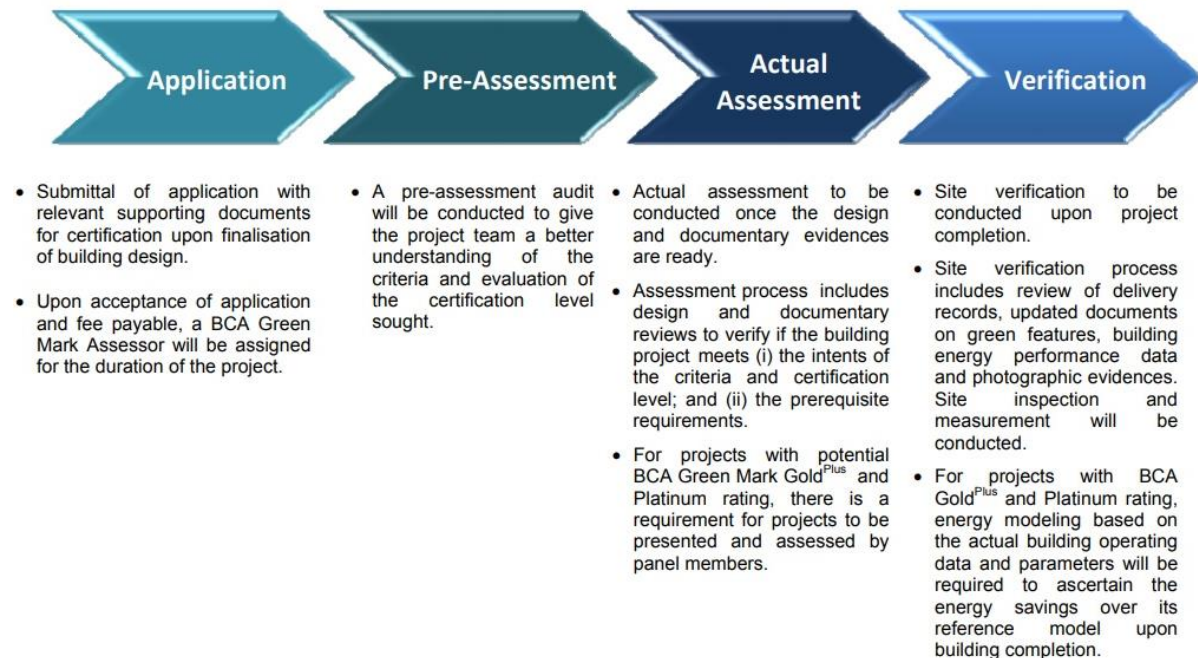 Application
Pre-Assessment
Actual
Assessment
Verification
• Submittal of application with
relevant supporting documents
for certification upon finalisation
of building design.
• Upon acceptance of application
and fee payable, a BCA Green
Mark Assessor will be assigned
for the duration of the project.
• A pre-assessment audit
will be conducted to give
the project team a better
understanding of the
criteria and evaluation of
the certification level
sought.
• Actual assessment to be
conducted once the design
and documentary evidences
are ready.
• Assessment process includes
design and documentary
reviews to verify if the building
project meets (i) the intents of
the criteria and certification
level; and (ii) the prerequisite
requirements.
• For projects with potential
BCA Green Mark Gold^Plus and
Platinum rating, there is a
requirement for projects to be
presented and assessed by
panel members.
• Site verification to be
conducted upon project
completion.
• Site verification process
includes review of delivery
records, updated documents
on green features, building
energy performance data
and photographic evidences.
Site inspection and
measurement will be
conducted.
• For projects with BCA
Gold^Plus and Platinum rating,
energy modeling based on
the actual building operating
data and parameters will be
required to ascertain the
energy savings over its
reference model upon
building completion.